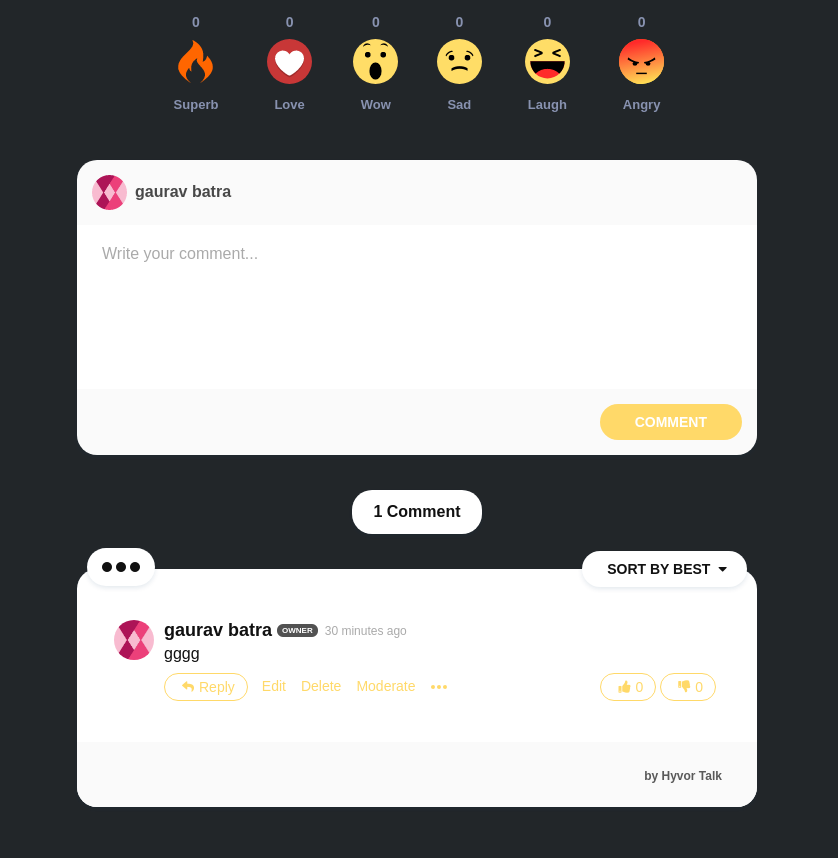 0 0 0 0 0 0
Superb Love Wow Sad Laugh Angry
gaurav batra
Write your comment...
COMMENT
1 Comment
SORT BY BEST
gaurav batra OWNER 30 minutes ago
gggg
Reply Edit Delete Moderate 0 0
by Hyvor Talk